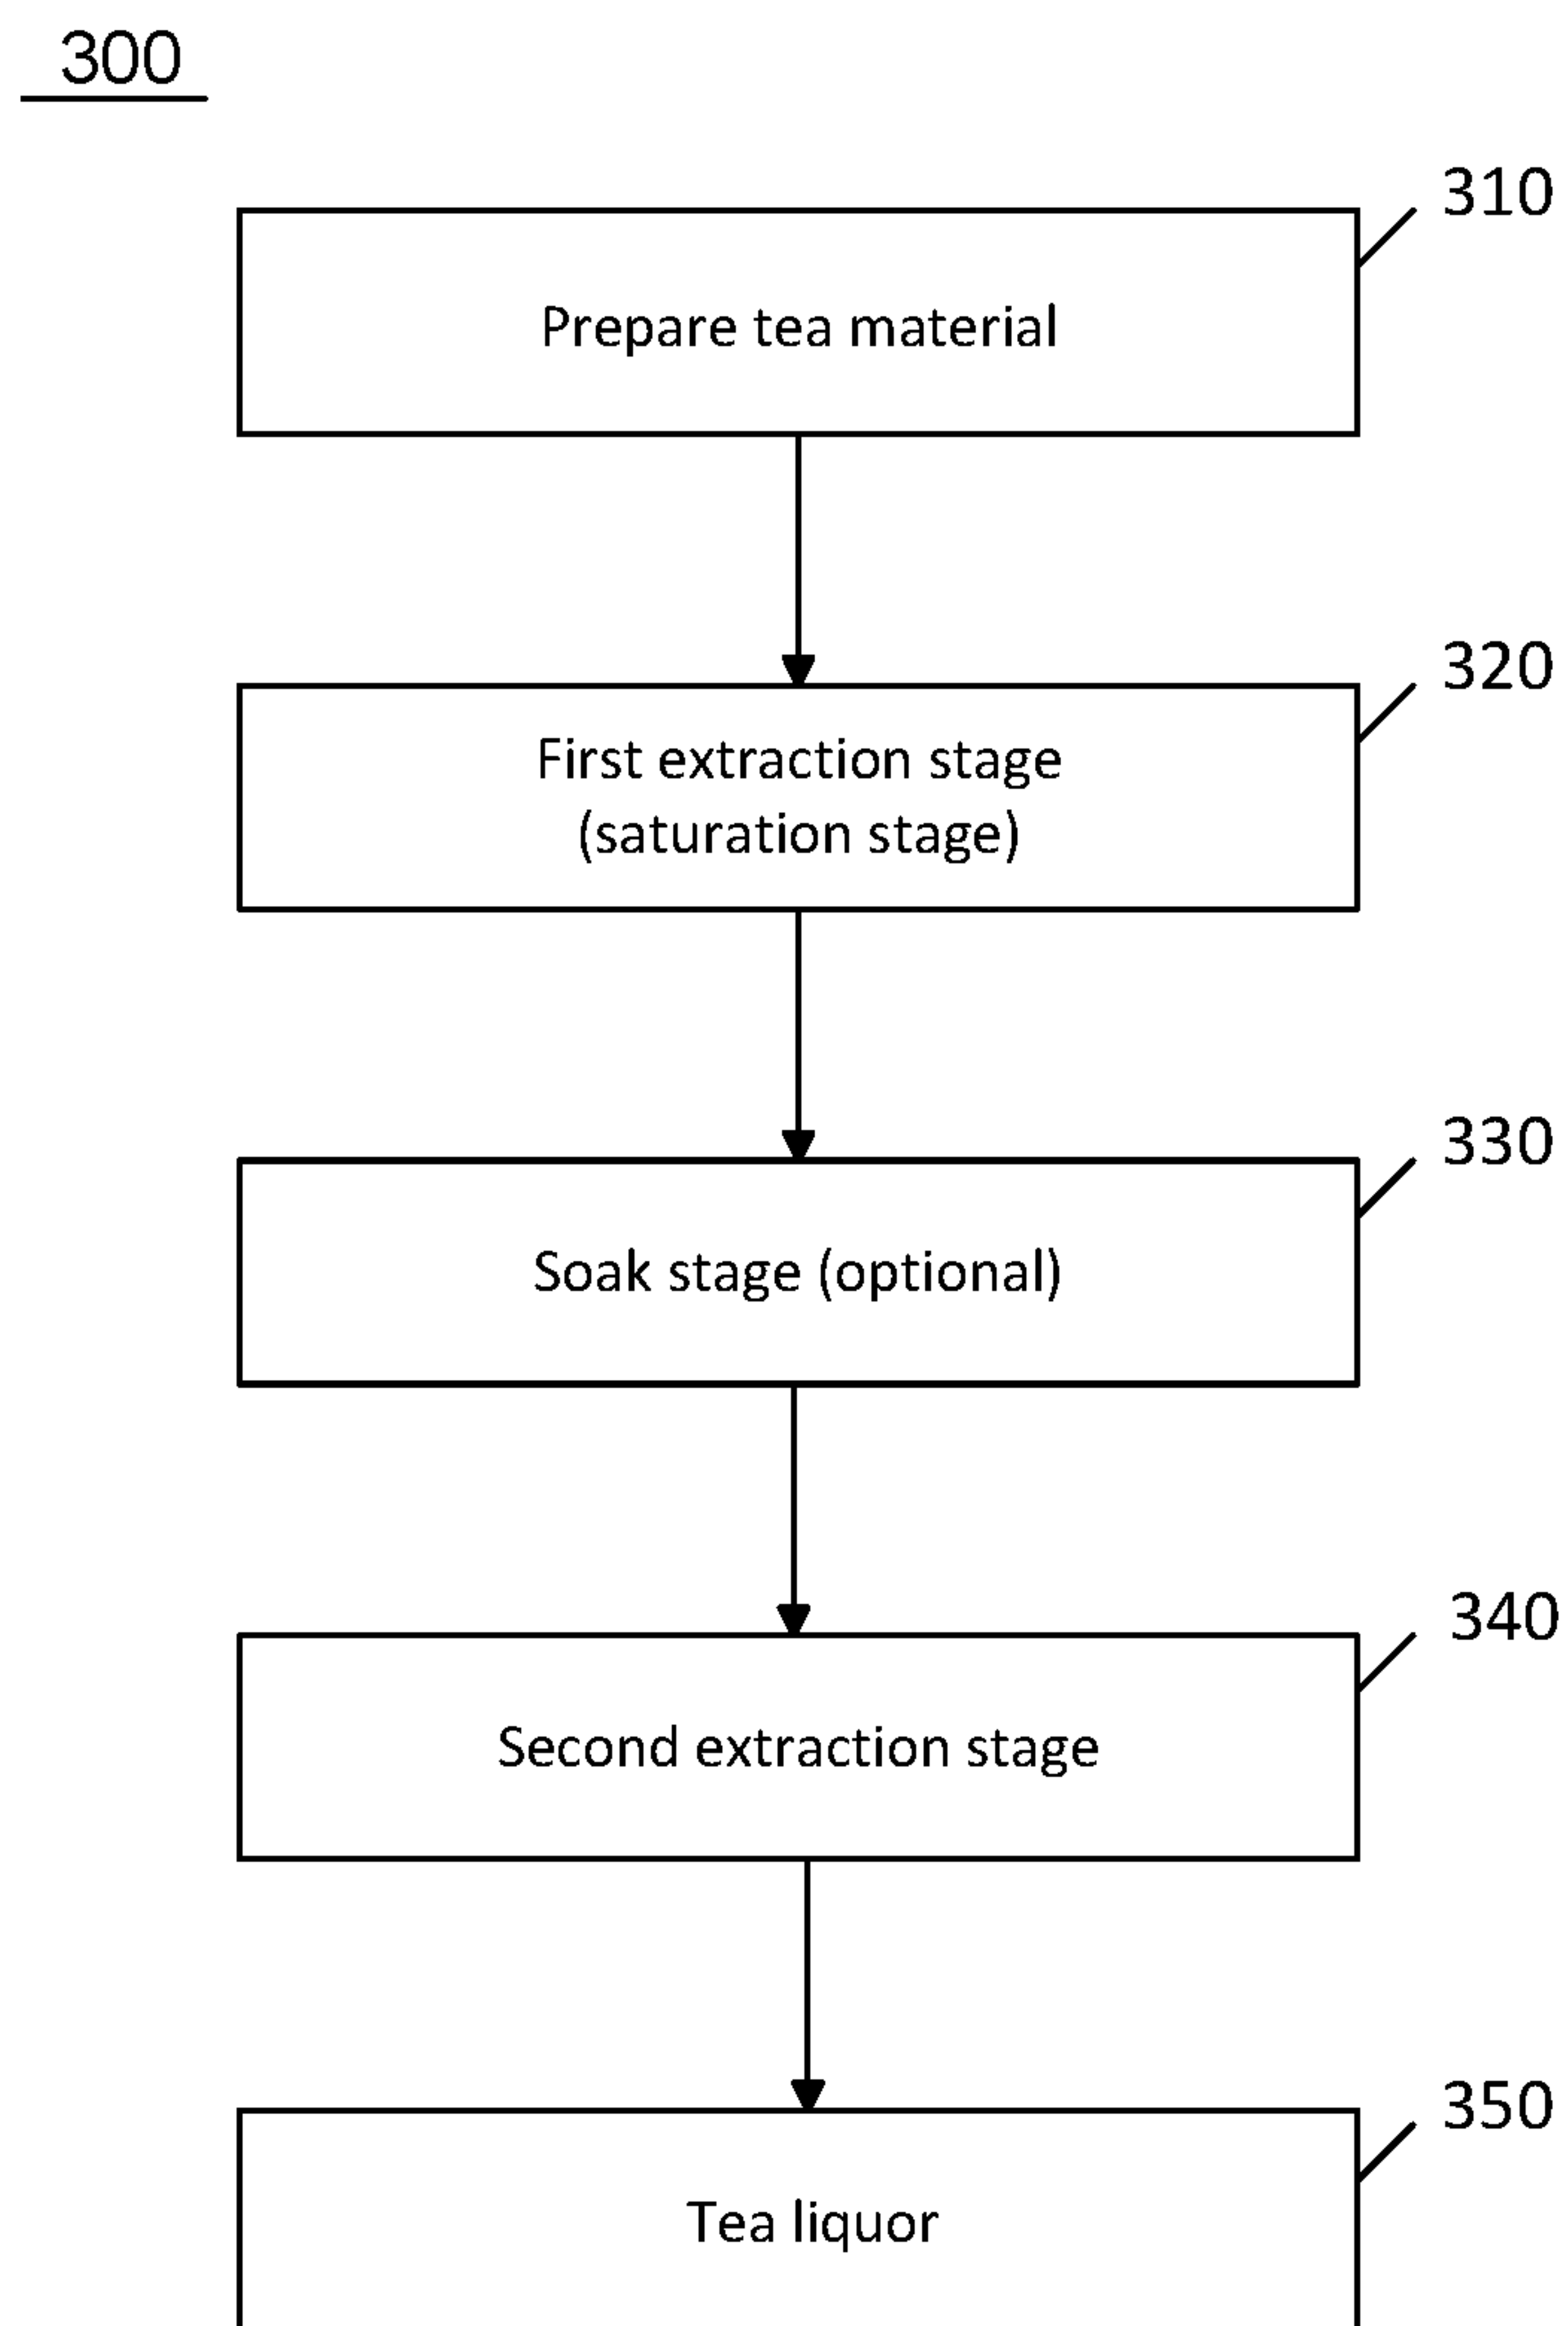 300
310
Prepare tea material
320
First extraction stage
(saturation stage)
330
Soak stage (optional)
340
Second extraction stage
350
Tea liquor